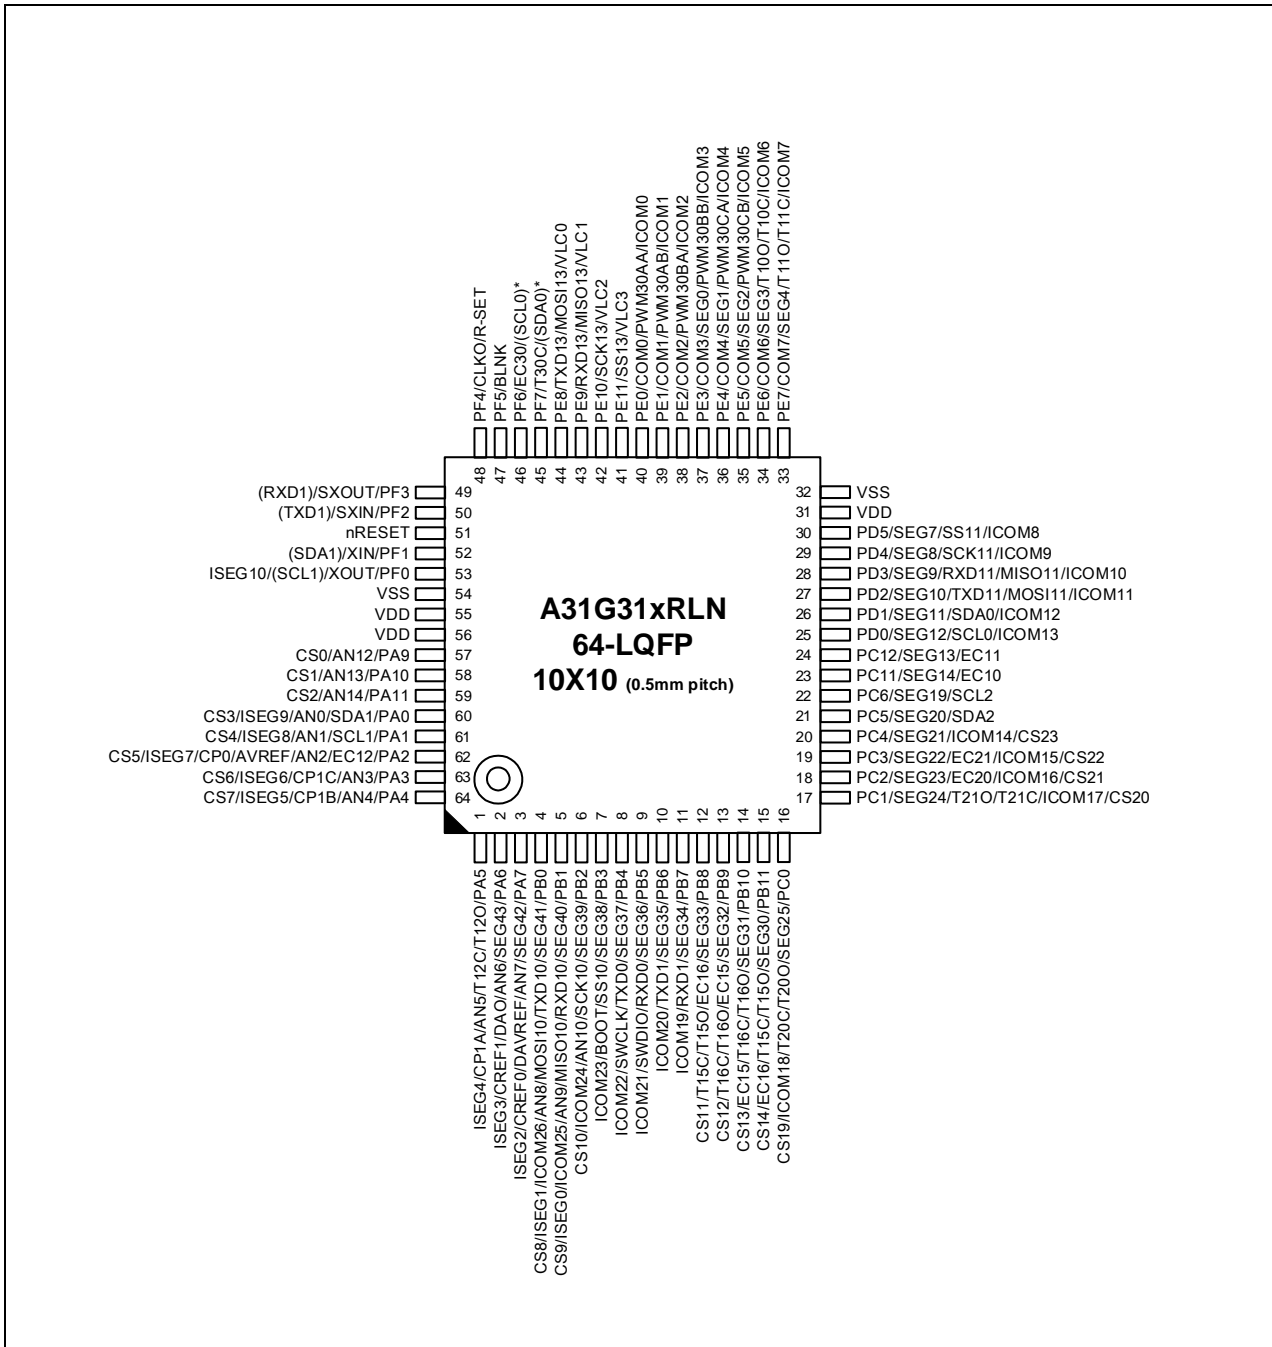 PF4/CLKO/R-SET
PF5/BLNK
PF6/EC30/(SCL0)*
PF7/T30C/(SDA0)*
PE8/TXD13/MOSI13/VLC0
PE9/RXD13/MISO13/VLC1
PE10/SCK13/VLC2
PE11/SS13/VLC3
PE0/COM0/PWM30AA/ICOM0
PE1/COM1/PWM30AB/ICOM1
PE2/COM2/PWM30BA/ICOM2
PE3/COM3/SEG0/PWM30BB/ICOM3
PE4/COM4/SEG1/PWM30CA/ICOM4
PE5/COM5/SEG2/PWM30CB/ICOM5
PE6/COM6/SEG3/T10O/T10C/ICOM6
PE7/COM7/SEG4/T11O/T11C/ICOM7
48
47
46
45
44
43
42
41
40
39
38
37
36
35
34
33
(RXD1)/SXOUT/PF3 49
(TXD1)/SXIN/PF2 50
nRESET 51
(SDA1)/XIN/PF1 52
ISEG10/(SCL1)/XOUT/PF0 53
VSS 54
VDD 55
VDD 56
CS0/AN12/PA9 57
CS1/AN13/PA10 58
CS2/AN14/PA11 59
CS3/ISEG9/AN0/SDA1/PA0 60
CS4/ISEG8/AN1/SCL1/PA1 61
CS5/ISEG7/CP0/AVREF/AN2/EC12/PA2 62
CS6/ISEG6/CP1C/AN3/PA3 63
CS7/ISEG5/CP1B/AN4/PA4 64
A31G31xRLN
64-LQFP
10X10 (0.5mm pitch)
32 VSS
31 VDD
30 PD5/SEG7/SS11/ICOM8
29 PD4/SEG8/SCK11/ICOM9
28 PD3/SEG9/RXD11/MISO11/ICOM10
27 PD2/SEG10/TXD11/MOSI11/ICOM11
26 PD1/SEG11/SDA0/ICOM12
25 PD0/SEG12/SCL0/ICOM13
24 PC12/SEG13/EC11
23 PC11/SEG14/EC10
22 PC6/SEG19/SCL2
21 PC5/SEG20/SDA2
20 PC4/SEG21/ICOM14/CS23
19 PC3/SEG22/EC21/ICOM15/CS22
18 PC2/SEG23/EC20/ICOM16/CS21
17 PC1/SEG24/T21O/T21C/ICOM17/CS20
1
2
3
4
5
6
7
8
9
10
11
12
13
14
15
16
ISEG4/CP1A/AN5/T12C/T12O/PA5
ISEG3/CREF1/DAO/AN6/SEG43/PA6
ISEG2/CREF0/DAVREF/AN7/SEG42/PA7
CS8/ISEG1/ICOM26/AN8/MOSI10/TXD10/SEG41/PB0
CS9/ISEG0/ICOM25/AN9/MISO10/RXD10/SEG40/PB1
CS10/ICOM24/AN10/SCK10/SEG39/PB2
ICOM23/BOOT/SS10/SEG38/PB3
ICOM22/SWCLK/TXD0/SEG37/PB4
ICOM21/SWDIO/RXD0/SEG36/PB5
ICOM20/TXD1/SEG35/PB6
ICOM19/RXD1/SEG34/PB7
CS11/T15C/T15O/EC16/SEG33/PB8
CS12/T16C/T16O/EC15/SEG32/PB9
CS13/EC15/T16C/T16O/SEG31/PB10
CS14/EC16/T15C/T15O/SEG30/PB11
CS19/ICOM18/T20C/T20O/SEG25/PC0